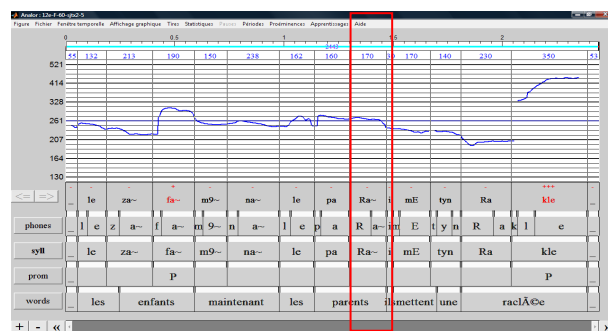 Analor : 12e-F-60-sjtx2-5
Figure Fichier Fenêtre temporelle Affichage graphique Tires Statistiques Pauses Périodes Proéminences Apprentissages Aide
0 0.5 1 1.5 2
2443
55 132 213 190 150 238 162 160 170 30 170 140 230 350 53
521
414
328
261
207
164
130
* +++
<= => _ le za~ fa~ m9~ na~ le pa Ra~ i mE tyn Ra kle _
phones _ l e z a~ f a~ m 9~ n a~ l e p a R a~ i m E t y n R a k l e _
syll _ le za~ fa~ m9~ na~ le pa Ra~ i mE tyn Ra kle _
prom P P
words _ les enfants maintenant les parents ils mettent une raclÃ©e _
+ - «